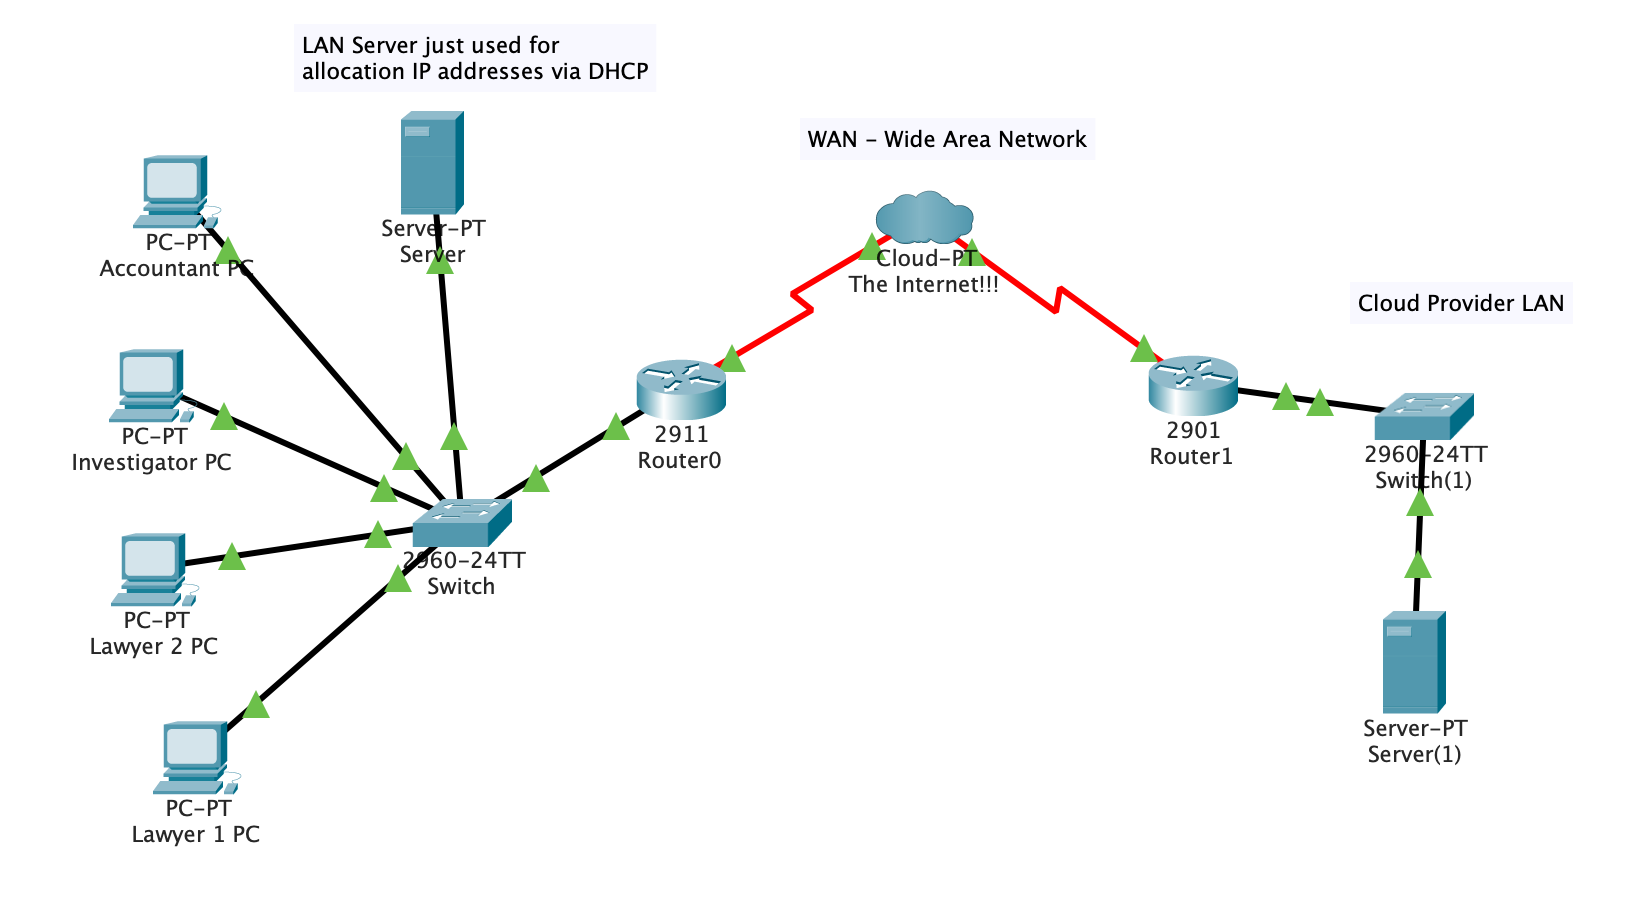 LAN Server just used for
allocation IP addresses via DHCP
WAN - Wide Area Network
PC-PT
Accountant PC
Server-PT
Server
Cloud-PT
The Internet!!!
Cloud Provider LAN
PC-PT
Investigator PC
2911
Router0
2901
Router1
2960-24TT
Switch(1)
2960-24TT
Switch
PC-PT
Lawyer 2 PC
Server-PT
Server(1)
PC-PT
Lawyer 1 PC